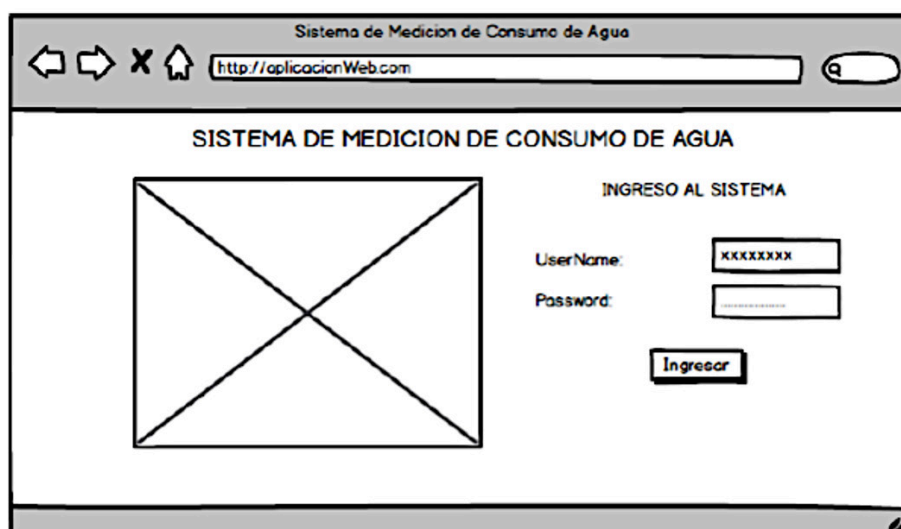 Sistema de Medicion de Consumo de Agua
http://aplicacionWeb.com
SISTEMA DE MEDICION DE CONSUMO DE AGUA
INGRESO AL SISTEMA
UserName: xxxxxxxx
Password: ................
Ingresar